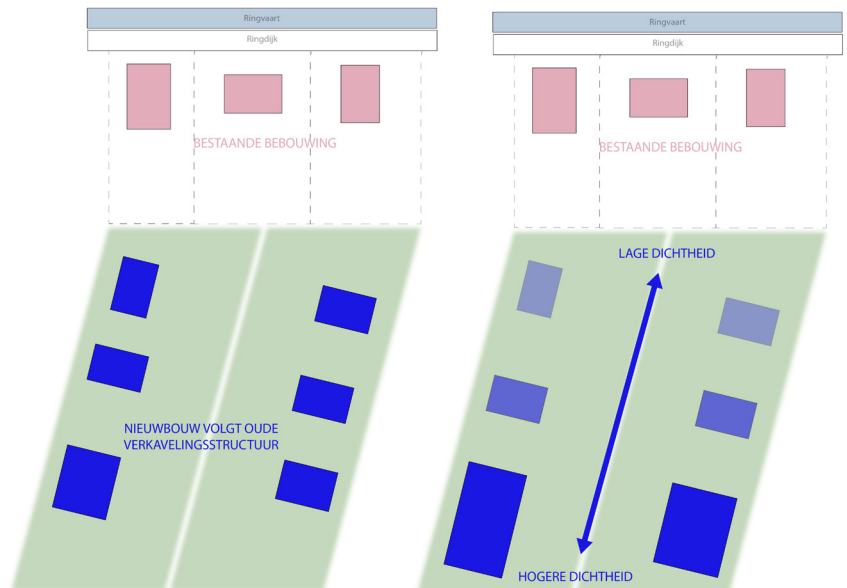 Ringvaart
Ringdijk
BESTAANDE BEBOUWING
NIEUWBOUW VOLGT OUDE
VERKAVELINGSSTRUCTUUR
Ringvaart
Ringdijk
BESTAANDE BEBOUWING
LAGE DICHTHEID
HOGERE DICHTHEID